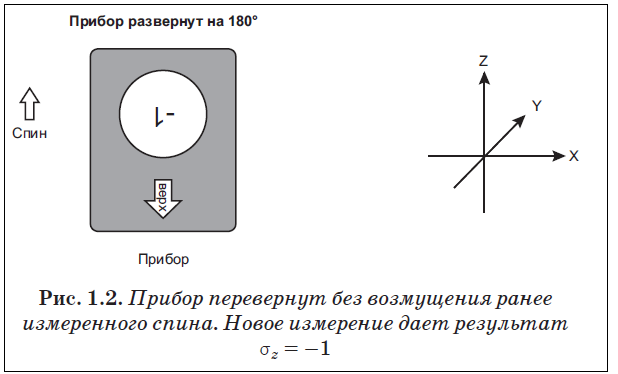 Прибор развернут на 180°
Спин
-1
верх
Прибор
Z
Y
X
Рис. 1.2. Прибор перевернут без возмущения ранее
измеренного спина. Новое измерение дает результат
σz = −1